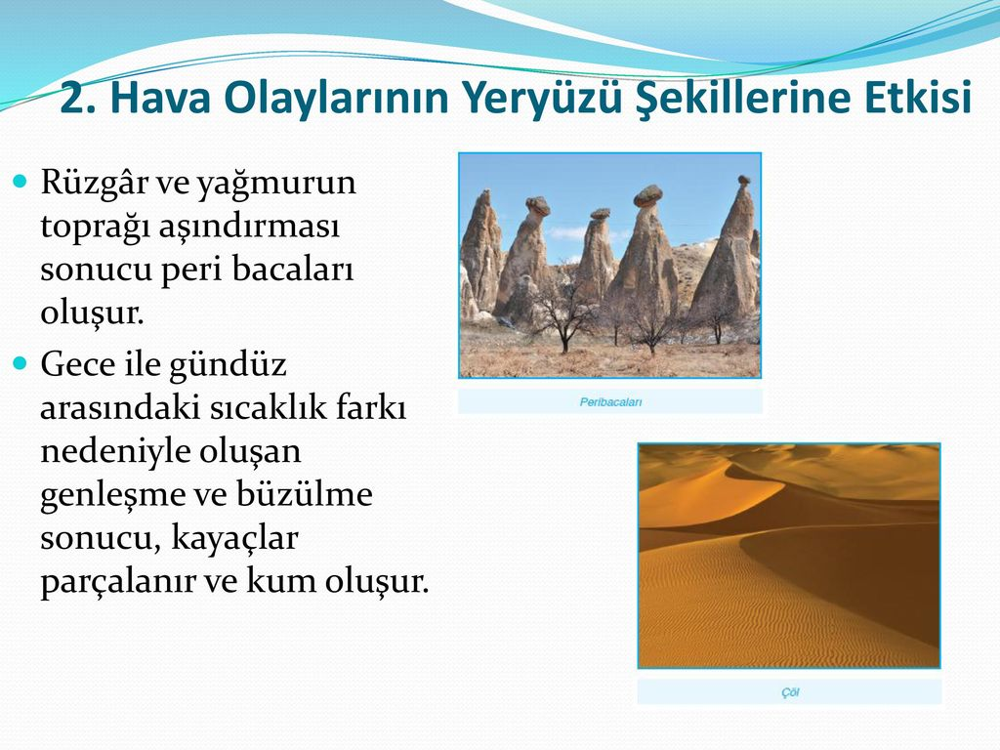 2. Hava Olaylarının Yeryüzü Şekillerine Etkisi
Rüzgâr ve yağmurun
toprağı aşındırması
sonucu peri bacaları
oluşur.
Gece ile gündüz
arasındaki sıcaklık farkı
nedeniyle oluşan
genleşme ve büzülme
sonucu, kayaçlar
parçalanır ve kum oluşur.
Peribacaları
Çöl